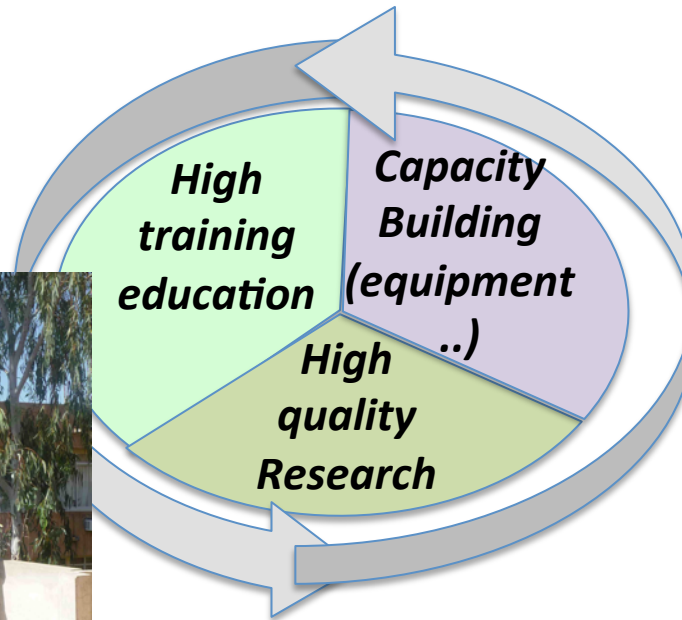 High
training
education
Capacity
Building
(equipment
..)
High
quality
Research